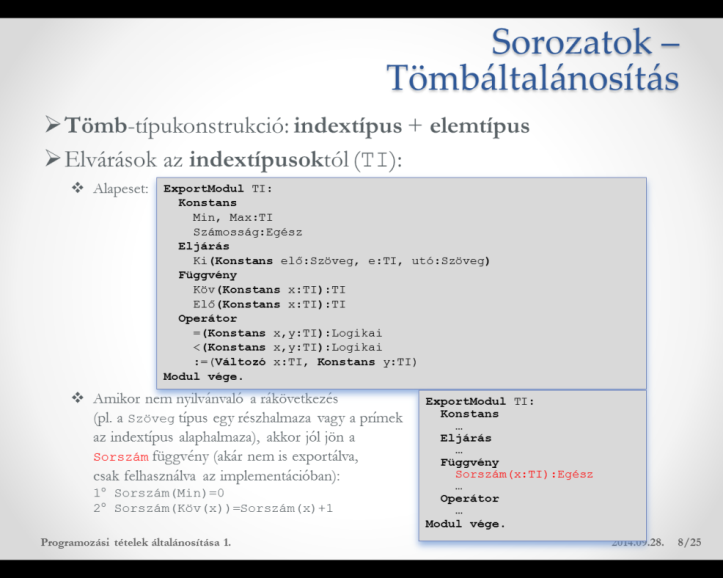 Sorozatok –
Tömbáltalánosítás
Tömb-típukonstrukció: indextípus + elemtípus
Elvárások az indextípusoktól (TI):
Alapeset:
ExportModul TI:
Konstans
Min, Max:TI
Számosság:Egész
Eljárás
Ki(Konstans elő:Szöveg, e:TI, utó:Szöveg)
Függvény
Köv(Konstans x:TI):TI
Elő(Konstans x:TI):TI
Operátor
=(Konstans x,y:TI):Logikai
<(Konstans x,y:TI):Logikai
:=(Változó x:TI, Konstans y:TI)
Modul vége.
Amikor nem nyilvánvaló a rákövetkezés
(pl. a Szöveg típus egy részhalmaza vagy a prímek
az indextípus alaphalmaza), akkor jól jön a
Sorszám függvény (akár nem is exportálva,
csak felhasználva az implementációban):
1° Sorszám(Min)=0
2° Sorszám(Köv(x))=Sorszám(x)+1
ExportModul TI:
Konstans
…
Eljárás
…
Függvény
Sorszám(x:TI):Egész
…
Operátor
…
Modul vége.
Programozási tételek általánosítása 1.
2014.09.28. 8/25